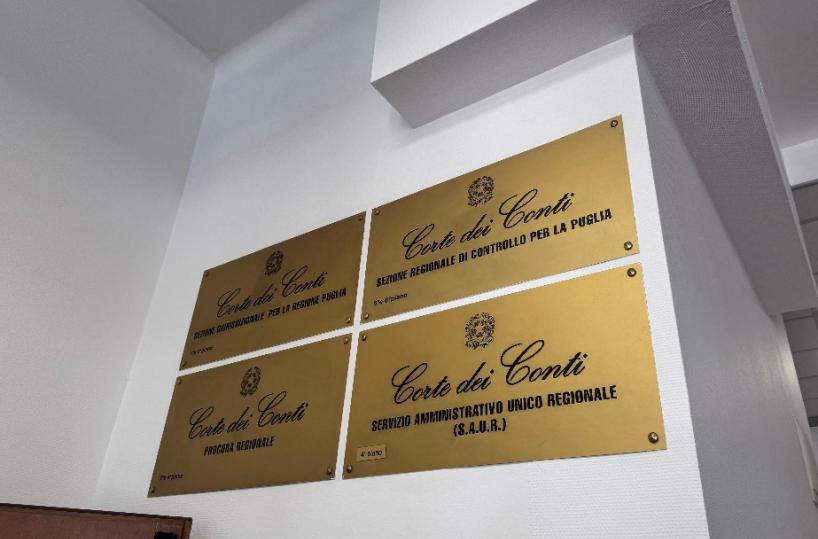 Corte dei Conti
SEZIONE GIURISDIZIONALE PER LA REGIONE PUGLIA
Corte dei Conti
SEZIONE REGIONALE DI CONTROLLO PER LA PUGLIA
Corte dei Conti
PROCURA REGIONALE
Corte dei Conti
SERVIZIO AMMINISTRATIVO UNICO REGIONALE
(S.A.U.R.)
4° piano